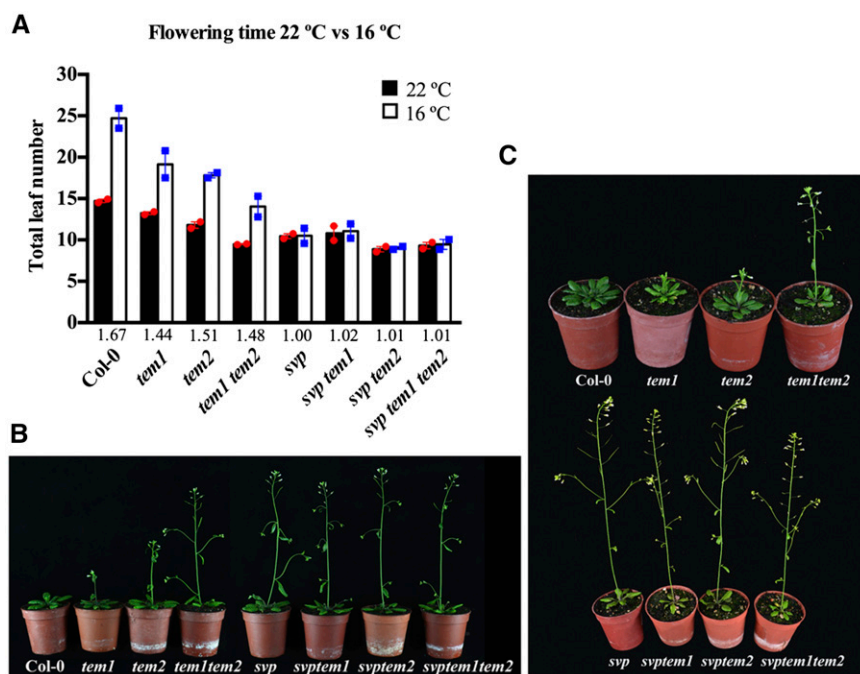 A
Flowering time 22 ºC vs 16 ºC
Total leaf number
30
25
20
15
10
5
0
22 ºC
16 ºC
1.67 1.44 1.51 1.48 1.00 1.02 1.01 1.01
Col-0
tem1
tem2
tem1 tem2
svp
svp tem1
svp tem2
svp tem1 tem2
B
Col-0 tem1 tem2 tem1tem2 svp svptem1 svptem2 svptem1tem2
C
Col-0 tem1 tem2 tem1tem2
svp svptem1 svptem2 svptem1tem2